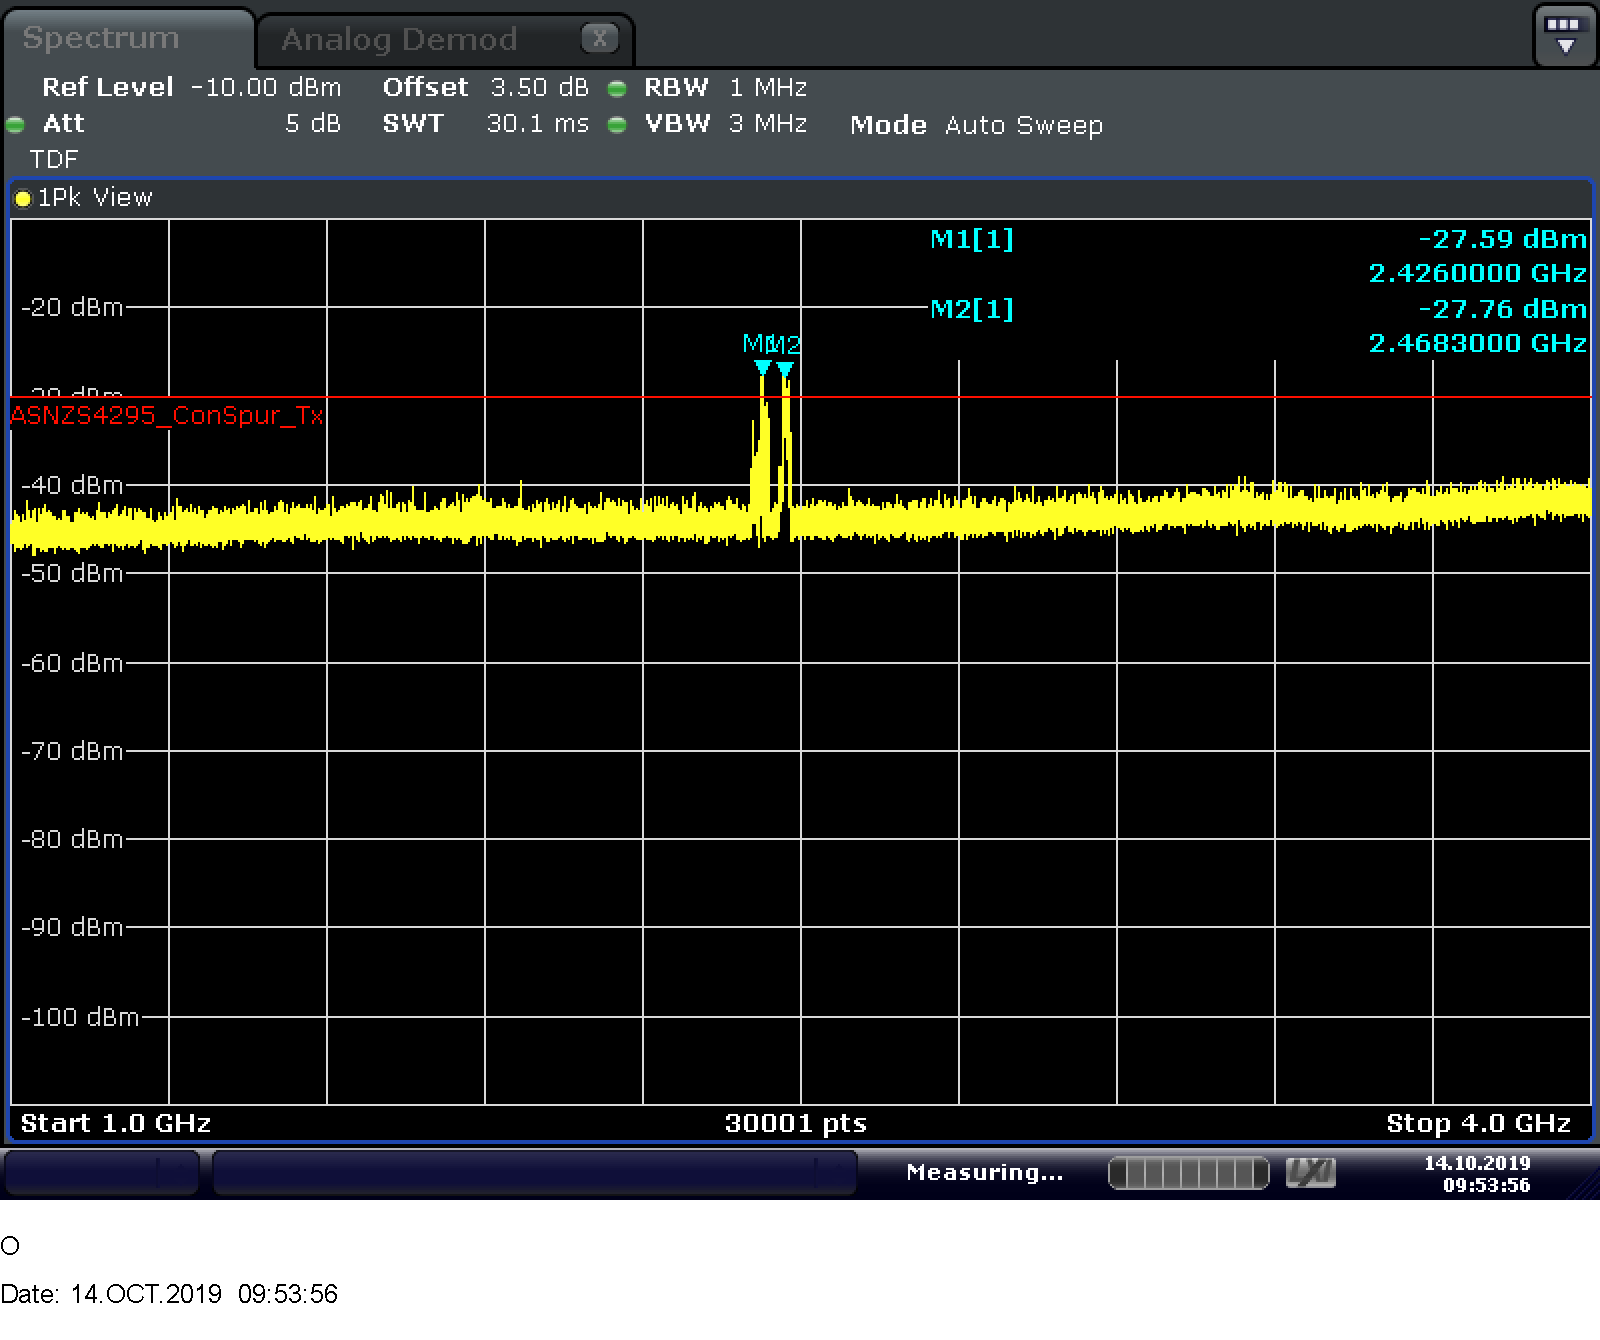 Spectrum
Analog Demod X
Ref Level -10.00 dBm Offset 3.50 dB RBW 1 MHz
Att 5 dB SWT 30.1 ms VBW 3 MHz Mode Auto Sweep
TDF
1Pk View
M1[1] -27.59 dBm
2.4260000 GHz
-20 dBm
M2[1] -27.76 dBm
2.4683000 GHz
M1 M2
-30 dBm
ASNZS4295_ConSpur_Tx
-40 dBm
-50 dBm
-60 dBm
-70 dBm
-80 dBm
-90 dBm
-100 dBm
Start 1.0 GHz 30001 pts Stop 4.0 GHz
Measuring... LXI 14.10.2019
09:53:56
O
Date: 14.OCT.2019 09:53:56